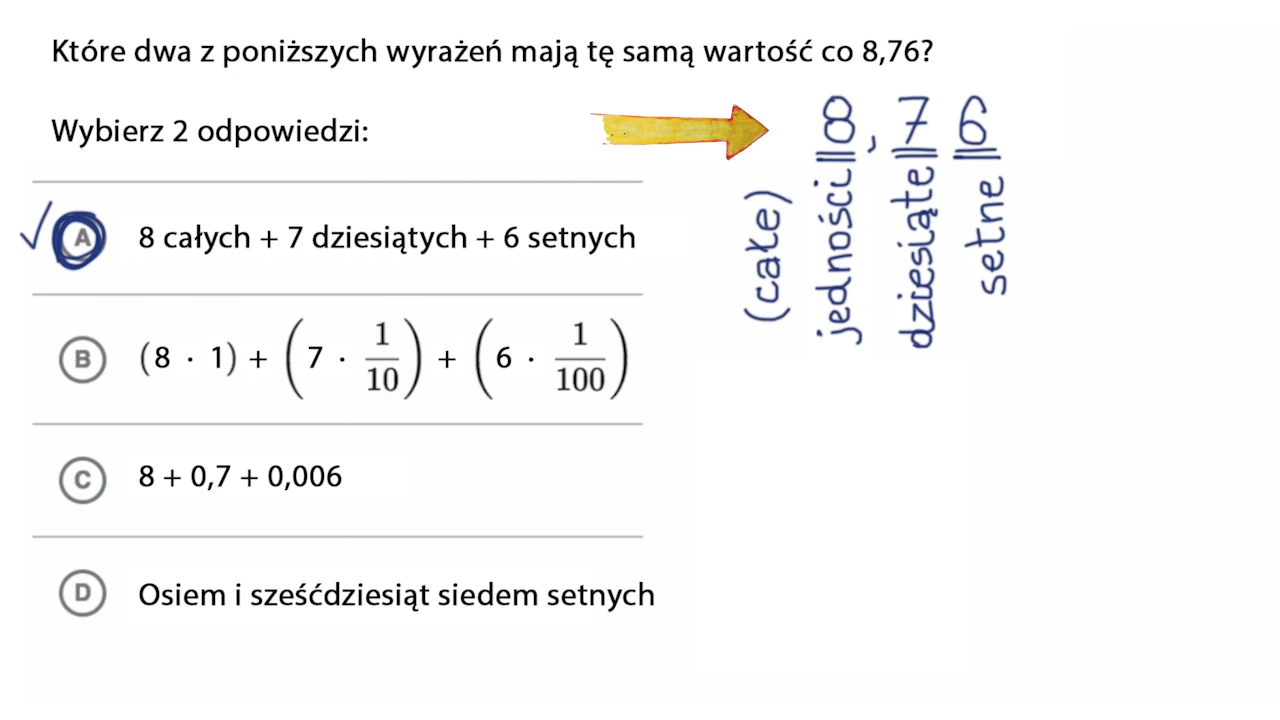 Które dwa z poniższych wyrażeń mają tę samą wartość co 8,76?
Wybierz 2 odpowiedzi:
A 8 całych + 7 dziesiątych + 6 setnych
B (8 · 1) + (7 · 1/10) + (6 · 1/100)
C 8 + 0,7 + 0,006
D Osiem i sześćdziesiąt siedem setnych
8,76
(całe)
jedności
dziesiąte
setne